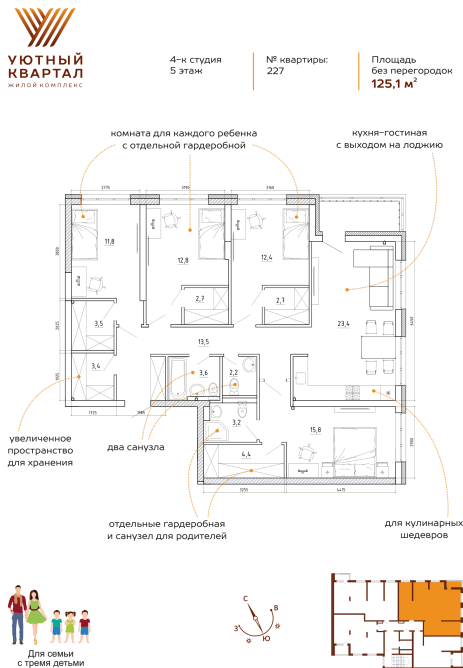 УЮТНЫЙ
КВАРТАЛ
ЖИЛОЙ КОМПЛЕКС
4-к студия
5 этаж
№ квартиры:
227
Площадь
без перегородок
125,1 м²
комната для каждого ребенка
с отдельной гардеробной
кухня-гостиная
с выходом на лоджию
11,8
12,8
12,4
2,7
2,7
23,4
3,5
13,5
3,4
3,6
2,2
3,2
15,8
4,4
увеличенное
пространство
для хранения
два санузла
отдельные гардеробная
и санузел для родителей
для кулинарных
шедевров
Для семьи
с тремя детьми
С
В
З
Ю